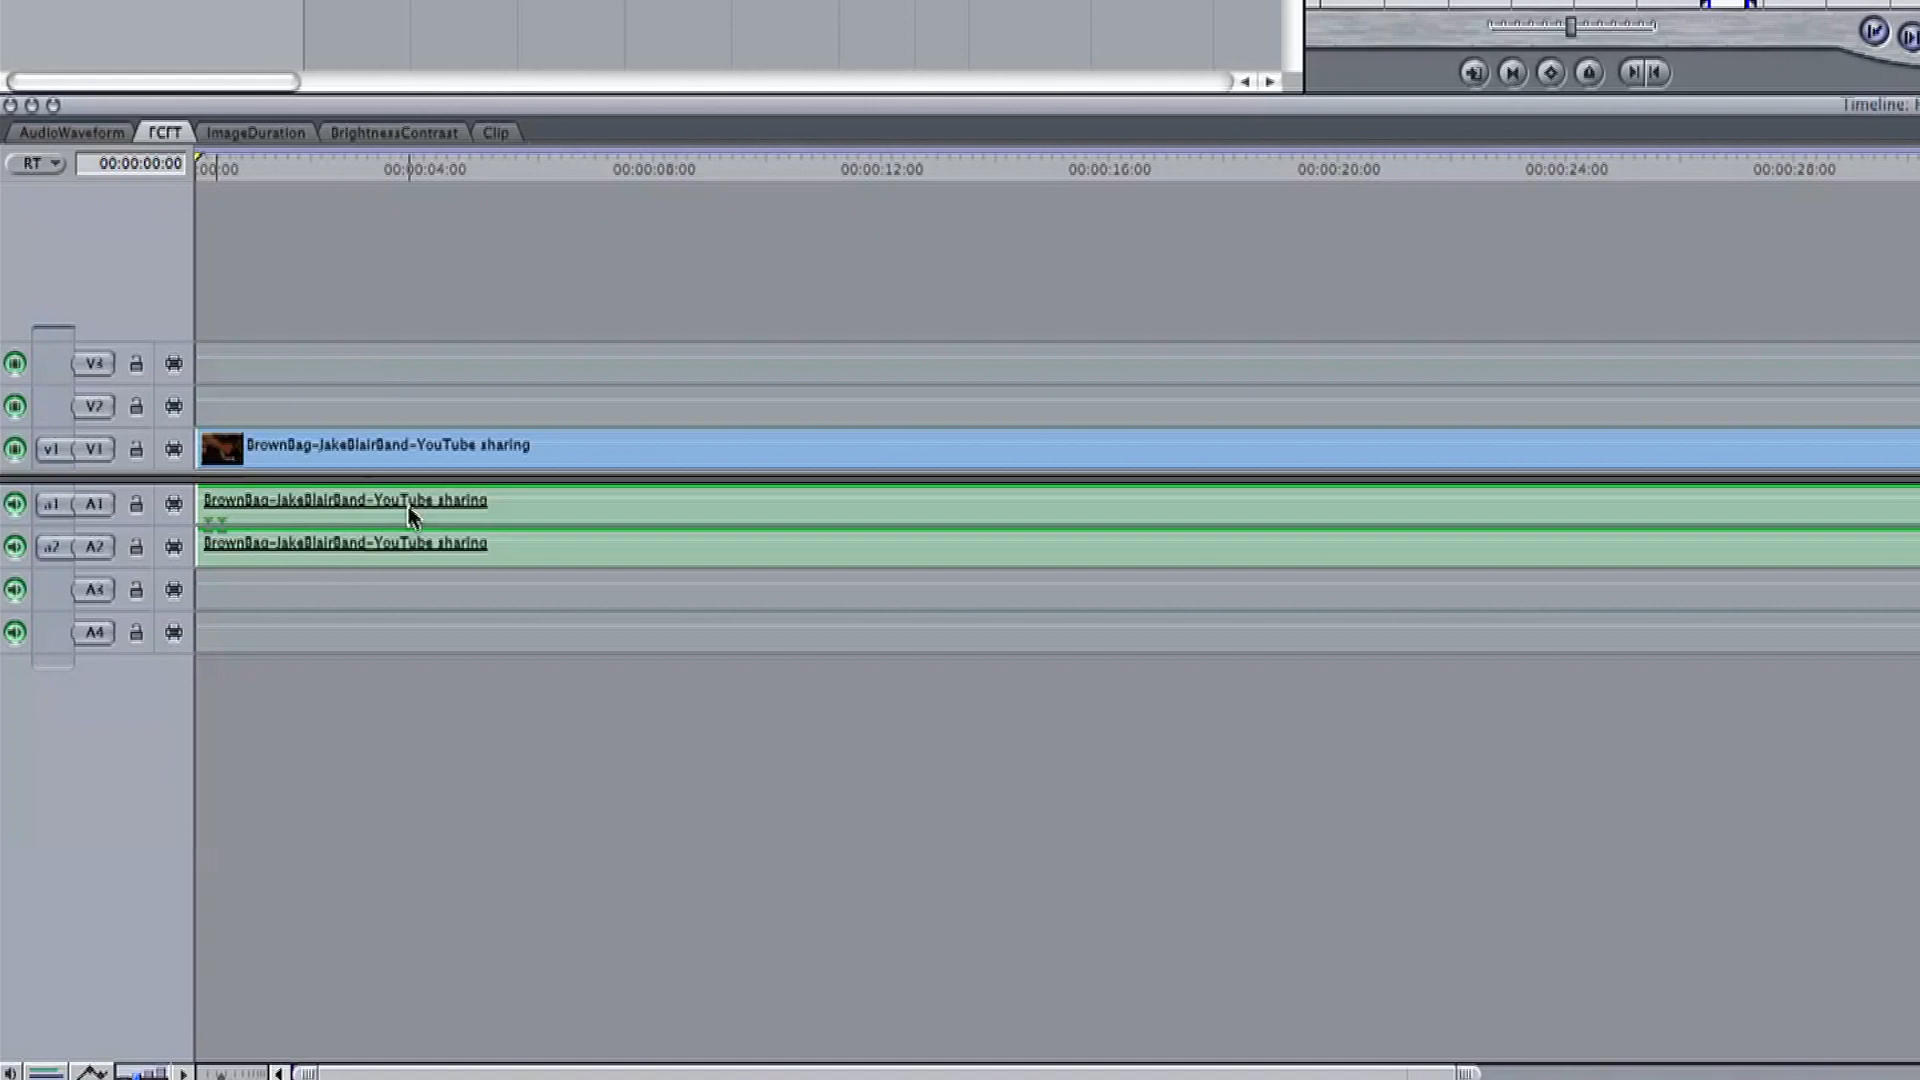 Timeline:
AudioWaveform FCFT ImageDuration BrightnessContrast Clip
RT 00:00:00:00 00:00 00:00:04:00 00:00:08:00 00:00:12:00 00:00:16:00 00:00:20:00 00:00:24:00 00:00:28:00
V3
V2
v1 V1 BrownBag-JakeBlairBand-YouTube sharing
a1 A1 BrownBag-JakeBlairBand-YouTube sharing
a2 A2 BrownBag-JakeBlairBand-YouTube sharing
A3
A4